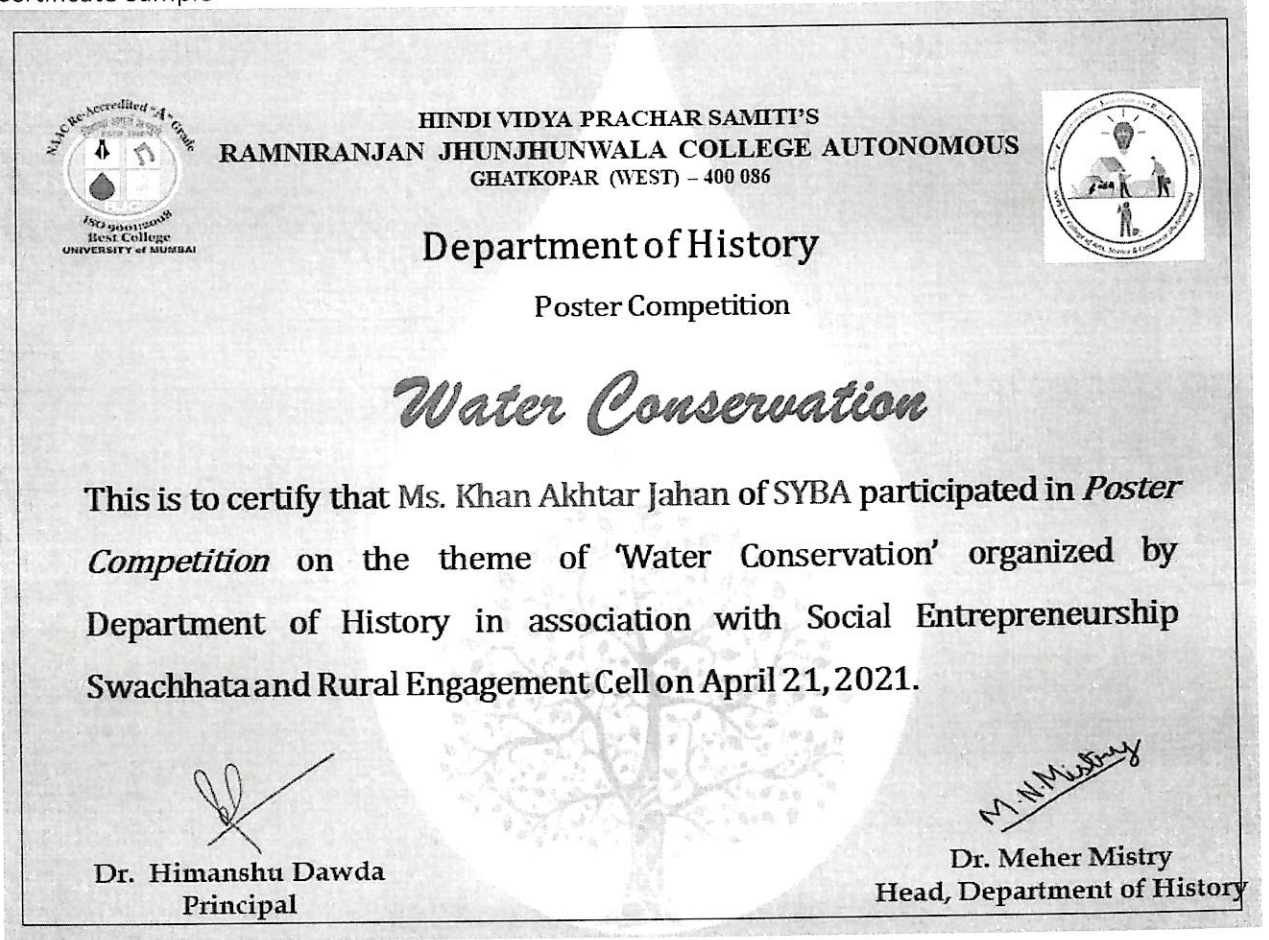 Certificate Sample
NAAC Re-Accredited "A" Grade
ISO 9001:2008
Best College
UNIVERSITY of MUMBAI
HINDI VIDYA PRACHAR SAMITI'S
RAMNIRANJAN JHUNJHUNWALA COLLEGE AUTONOMOUS
GHATKOPAR (WEST) – 400 086
Department of History
Poster Competition
Water Conservation
This is to certify that Ms. Khan Akhtar Jahan of SYBA participated in Poster
Competition on the theme of 'Water Conservation' organized by
Department of History in association with Social Entrepreneurship
Swachhata and Rural Engagement Cell on April 21, 2021.
M.N.Mistry
Dr. Himanshu Dawda
Principal
Dr. Meher Mistry
Head, Department of History